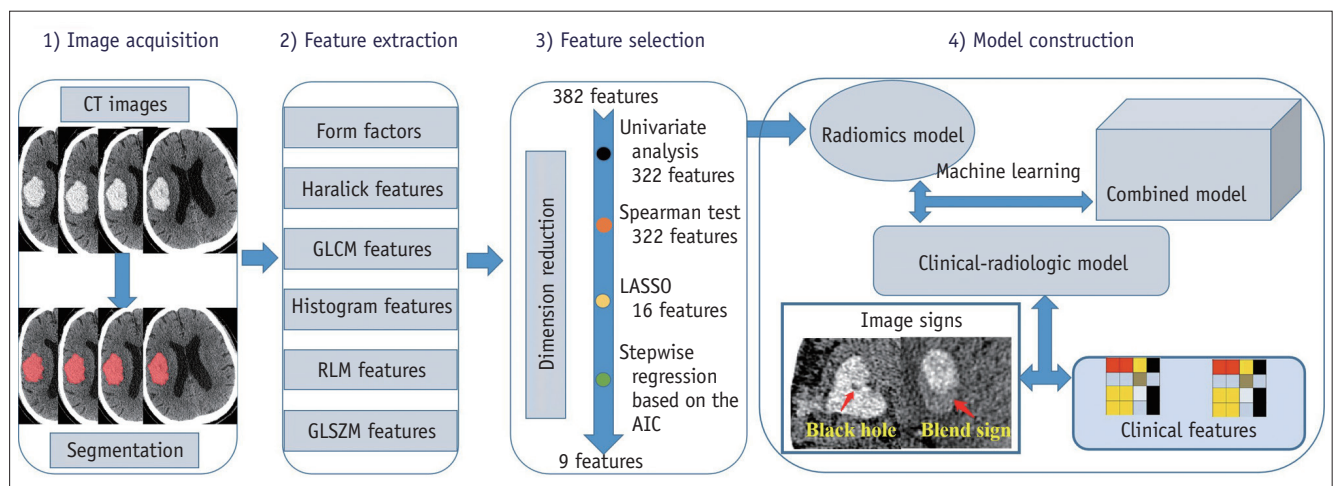 1) Image acquisition
2) Feature extraction
3) Feature selection
4) Model construction
CT images
Segmentation
Form factors
Haralick features
GLCM features
Histogram features
RLM features
GLSZM features
382 features
Dimension reduction
Univariate
analysis
322 features
Spearman test
322 features
LASSO
16 features
Stepwise
regression
based on the
AIC
9 features
Radiomics model
Machine learning
Combined model
Clinical-radiologic model
Image signs
Black hole
Blend sign
Clinical features